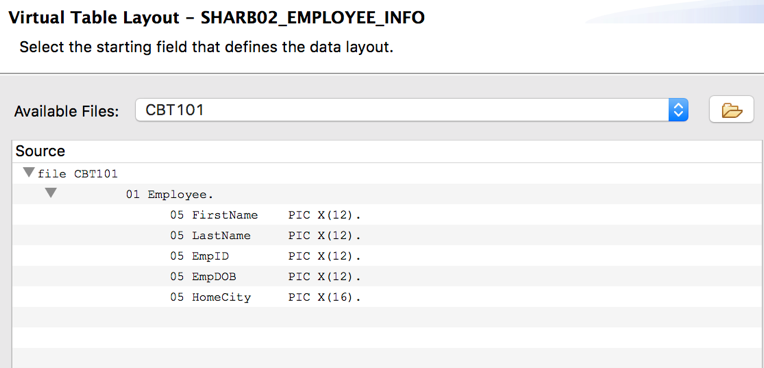 Virtual Table Layout – SHARB02_EMPLOYEE_INFO
Select the starting field that defines the data layout.
Available Files: CBT101
Source
file CBT101
01 Employee.
05 FirstName PIC X(12).
05 LastName PIC X(12).
05 EmpID PIC X(12).
05 EmpDOB PIC X(12).
05 HomeCity PIC X(16).